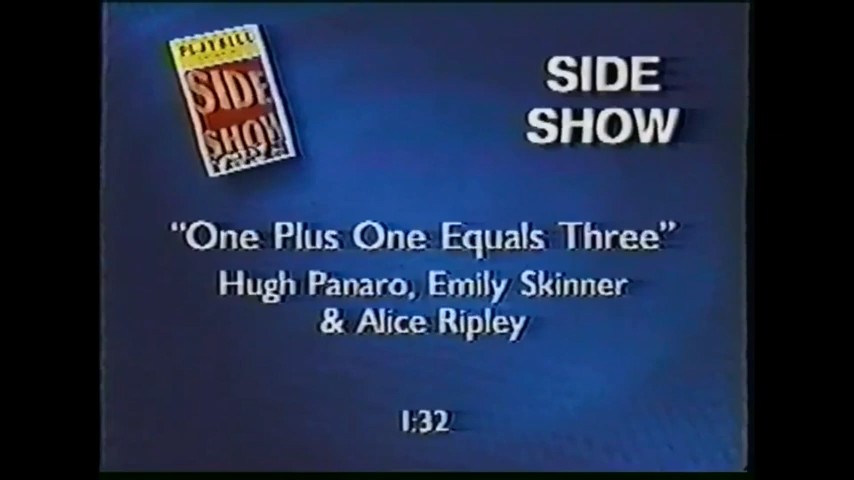 PLAYBILL
SIDE
SHOW
SIDE
SHOW
"One Plus One Equals Three"
Hugh Panaro, Emily Skinner
& Alice Ripley
1:32